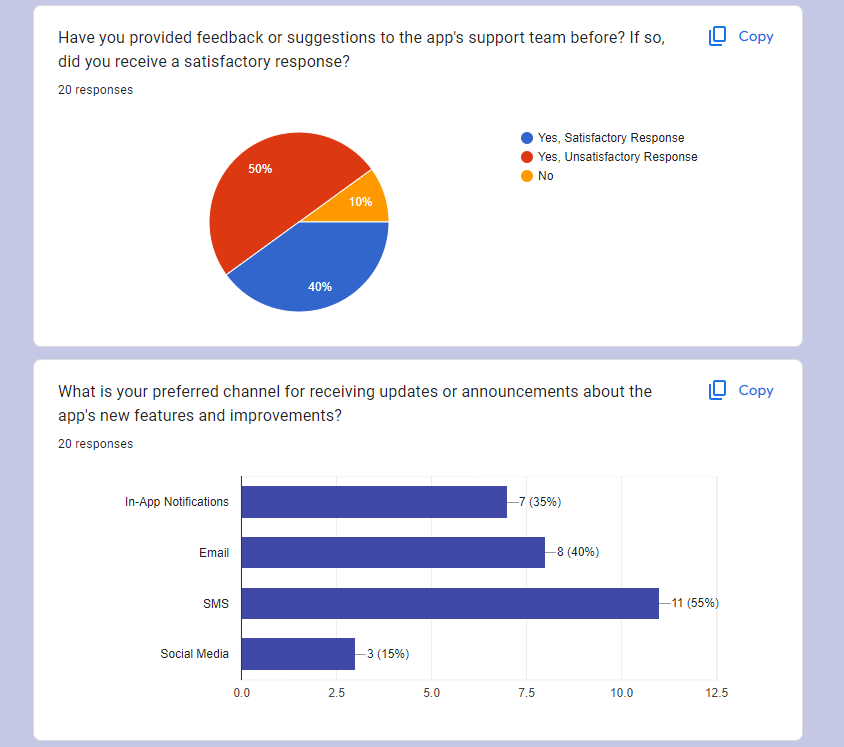 Have you provided feedback or suggestions to the app's support team before? If so,
did you receive a satisfactory response?
Copy
20 responses
Yes, Satisfactory Response
Yes, Unsatisfactory Response
No
50%
10%
40%
What is your preferred channel for receiving updates or announcements about the
app's new features and improvements?
Copy
20 responses
In-App Notifications
7 (35%)
Email
8 (40%)
SMS
11 (55%)
Social Media
3 (15%)
0.0 2.5 5.0 7.5 10.0 12.5